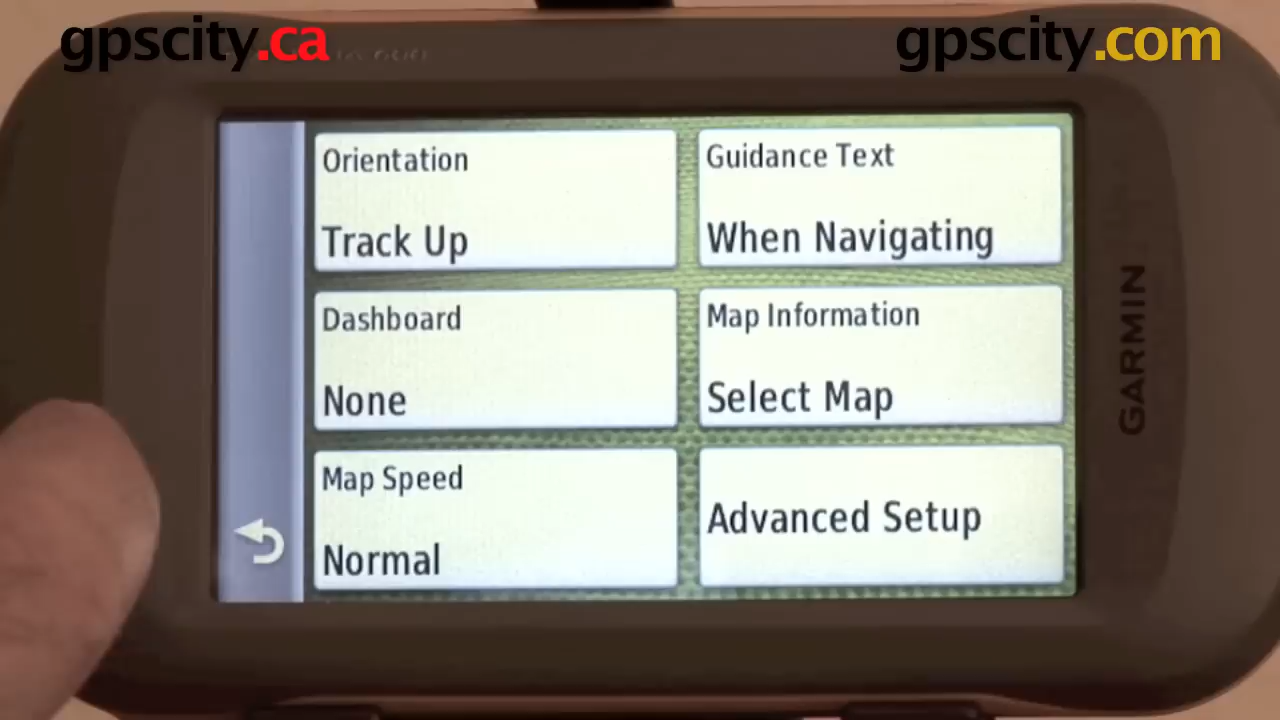 gpscity.ca
gpscity.com
Orientation
Track Up
Guidance Text
When Navigating
Dashboard
None
Map Information
Select Map
Map Speed
Normal
Advanced Setup
GARMIN